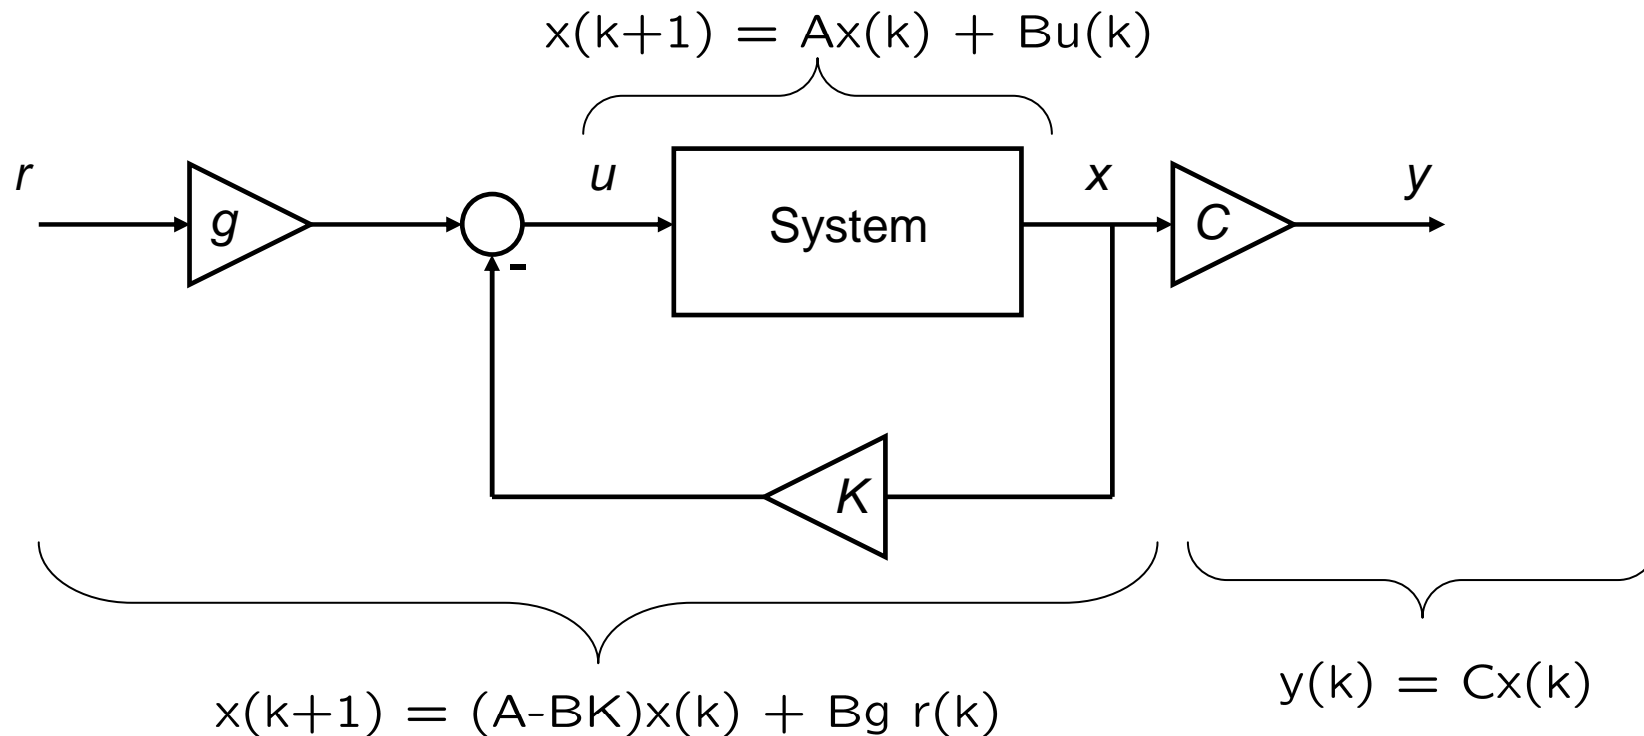 x(k+1) = Ax(k) + Bu(k)
r
g
u
System
x
C
y
-
K
x(k+1) = (A-BK)x(k) + Bg r(k)
y(k) = Cx(k)